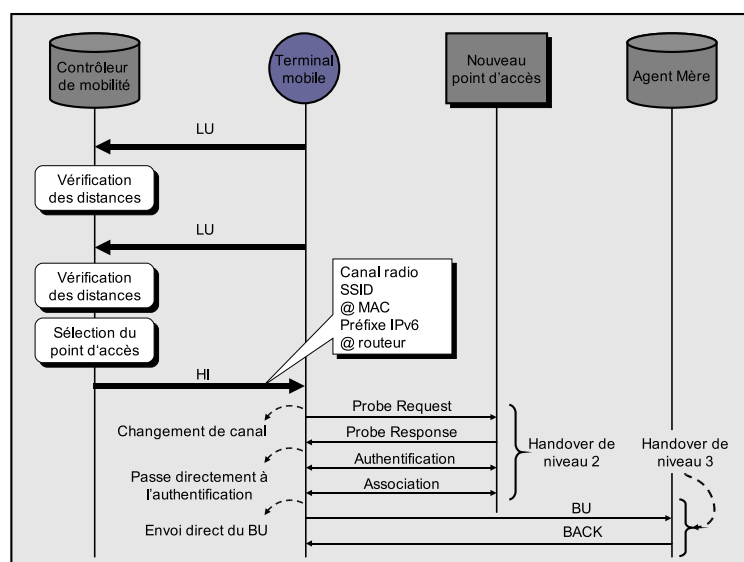 Contrôleur
de mobilité
Terminal
mobile
Nouveau
point d'accès
Agent Mère
LU
Vérification
des distances
LU
Vérification
des distances
Canal radio
SSID
@ MAC
Préfixe IPv6
@ routeur
Sélection du
point d'accès
HI
Probe Request
Changement de canal
Probe Response
Handover de
niveau 2
Handover de
niveau 3
Authentification
Passe directement à
l'authentification
Association
BU
Envoi direct du BU
BACK